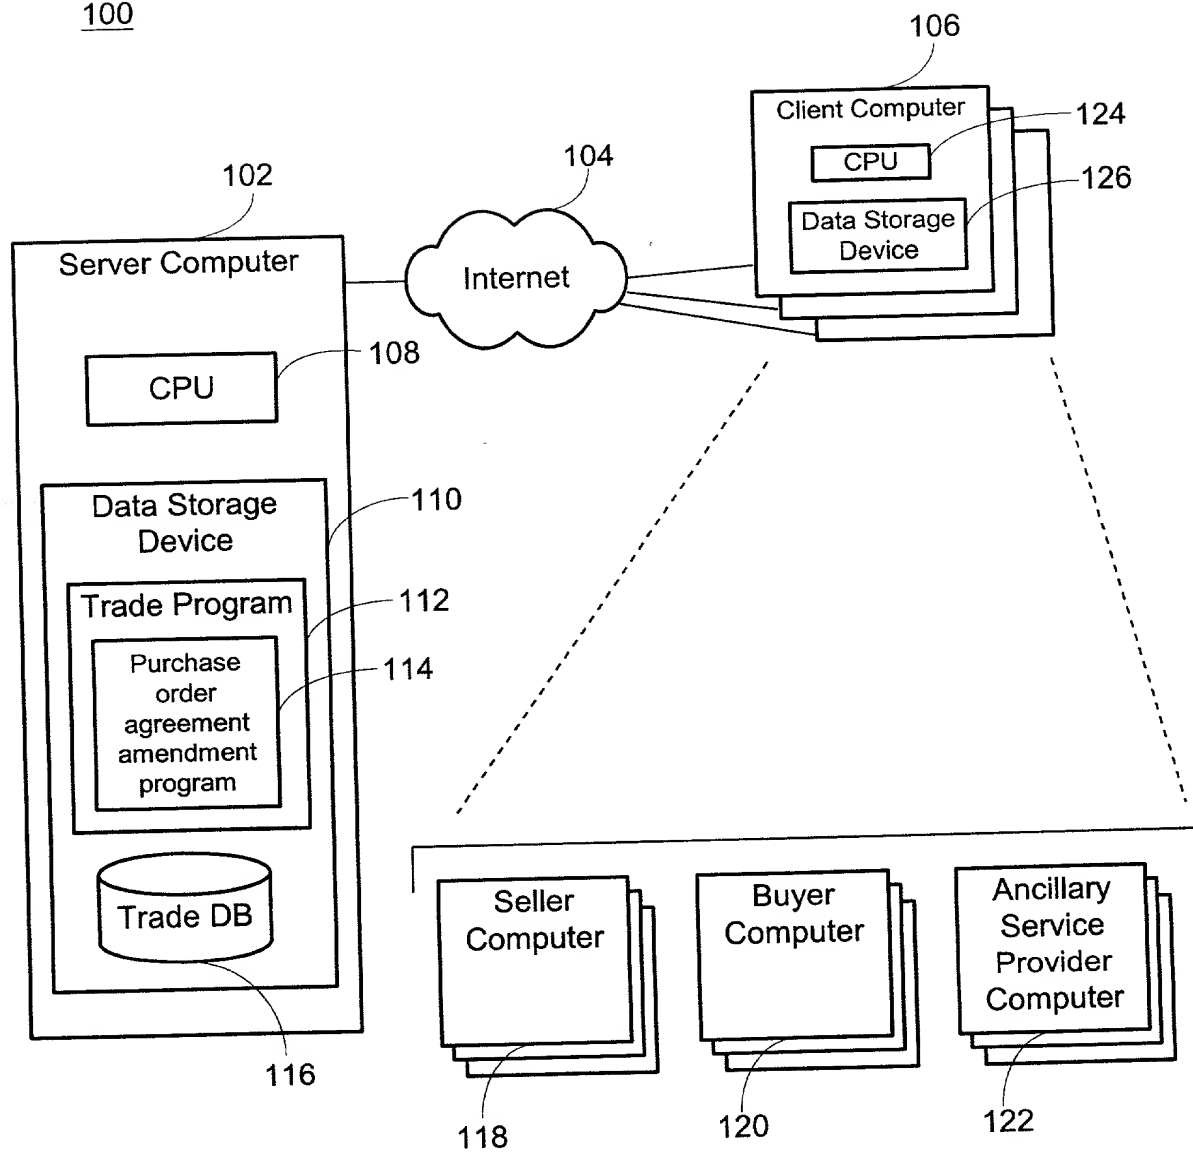 100
106
Client Computer
124
CPU
126
Data Storage
Device
104
Internet
102
Server Computer
108
CPU
110
Data Storage
Device
112
Trade Program
114
Purchase
order
agreement
amendment
program
Trade DB
116
Seller
Computer
118
Buyer
Computer
120
Ancillary
Service
Provider
Computer
122